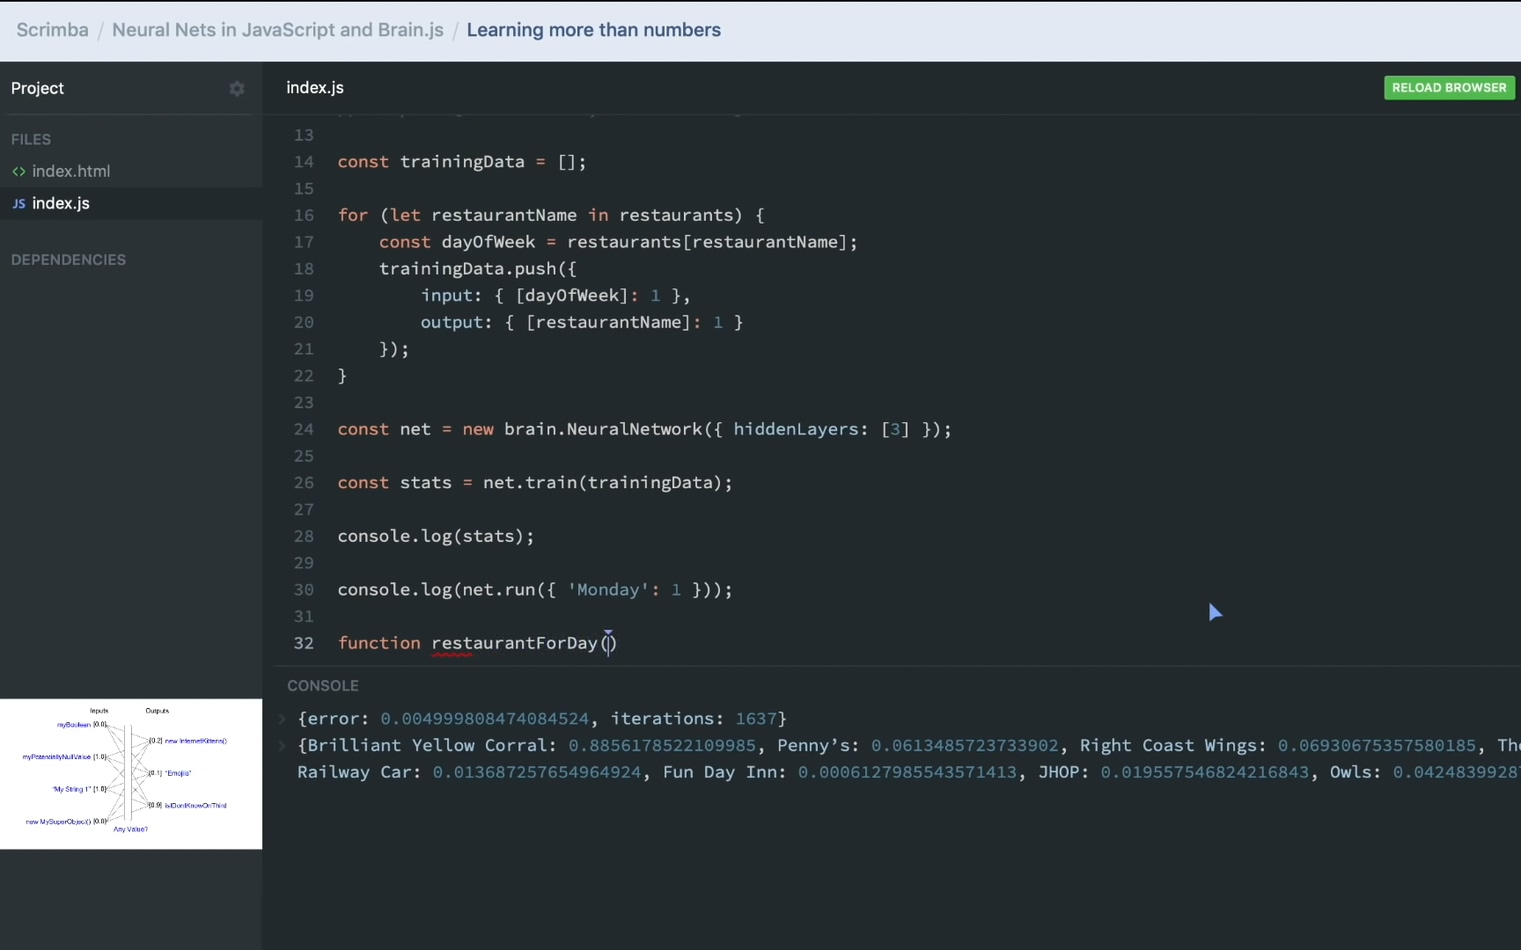 Scrimba / Neural Nets in JavaScript and Brain.js / Learning more than numbers
Project
index.js
RELOAD BROWSER
FILES
<> index.html
JS index.js
DEPENDENCIES
13
14 const trainingData = [];
15
16 for (let restaurantName in restaurants) {
17 const dayOfWeek = restaurants[restaurantName];
18 trainingData.push({
19 input: { [dayOfWeek]: 1 },
20 output: { [restaurantName]: 1 }
21 });
22 }
23
24 const net = new brain.NeuralNetwork({ hiddenLayers: [3] });
25
26 const stats = net.train(trainingData);
27
28 console.log(stats);
29
30 console.log(net.run({ 'Monday': 1 }));
31
32 function restaurantForDay()
CONSOLE
{error: 0.004999808474084524, iterations: 1637}
{Brilliant Yellow Corral: 0.8856178522109985, Penny’s: 0.0613485723733902, Right Coast Wings: 0.06930675357580185, The
Railway Car: 0.013687257654964924, Fun Day Inn: 0.0006127985543571413, JHOP: 0.019557546824216843, Owls: 0.0424839928
Inputs Outputs
myBoolean [0.0]
[0.2] new InternetKittens()
myPotentiallyNullValue [1.0]
[0.1] "Emojis"
"My String 1" [1.0]
[0.9] isIDontKnowOnThird
new MySuperObject() [0.0]
Any Value?